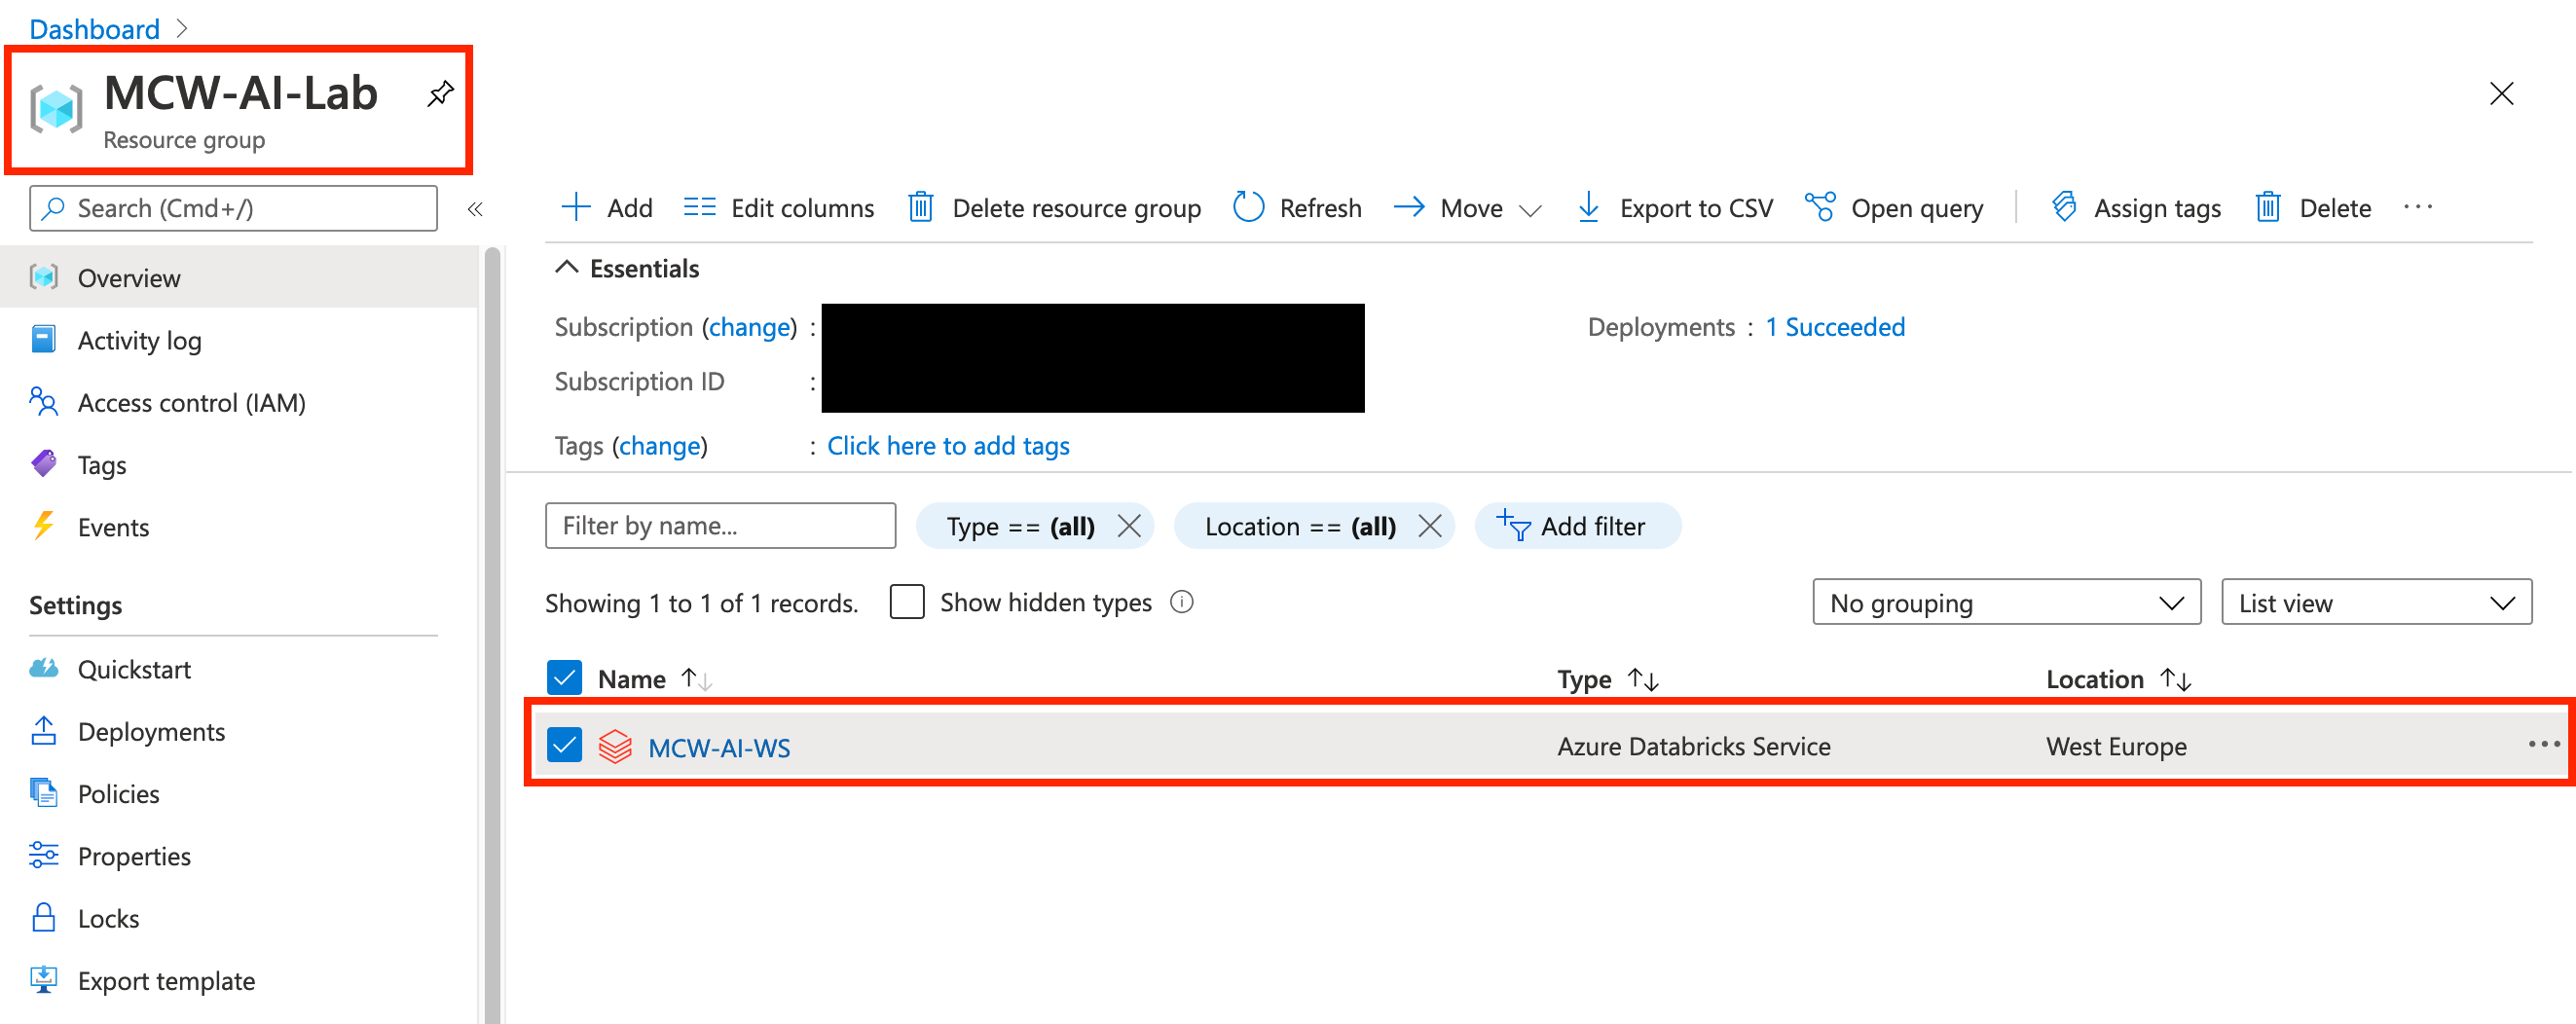 Dashboard
MCW-AI-Lab
Resource group
Search (Cmd+/)
Add
Edit columns
Delete resource group
Refresh
Move
Export to CSV
Open query
Assign tags
Delete
Overview
Activity log
Access control (IAM)
Tags
Events
Settings
Quickstart
Deployments
Policies
Properties
Locks
Export template
Essentials
Subscription (change) :
Deployments : 1 Succeeded
Subscription ID :
Tags (change) : Click here to add tags
Filter by name...
Type == (all)
Location == (all)
Add filter
Showing 1 to 1 of 1 records.
Show hidden types
No grouping
List view
Name Type Location
MCW-AI-WS Azure Databricks Service West Europe